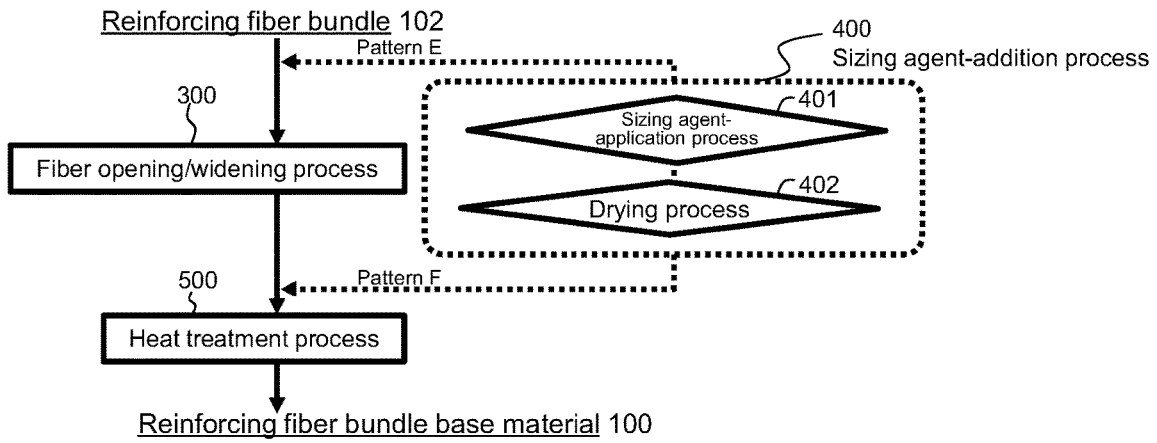 Reinforcing fiber bundle 102
Pattern E
400
Sizing agent-addition process
300
401
Sizing agent-
application process
Fiber opening/widening process
402
Drying process
Pattern F
500
Heat treatment process
Reinforcing fiber bundle base material 100